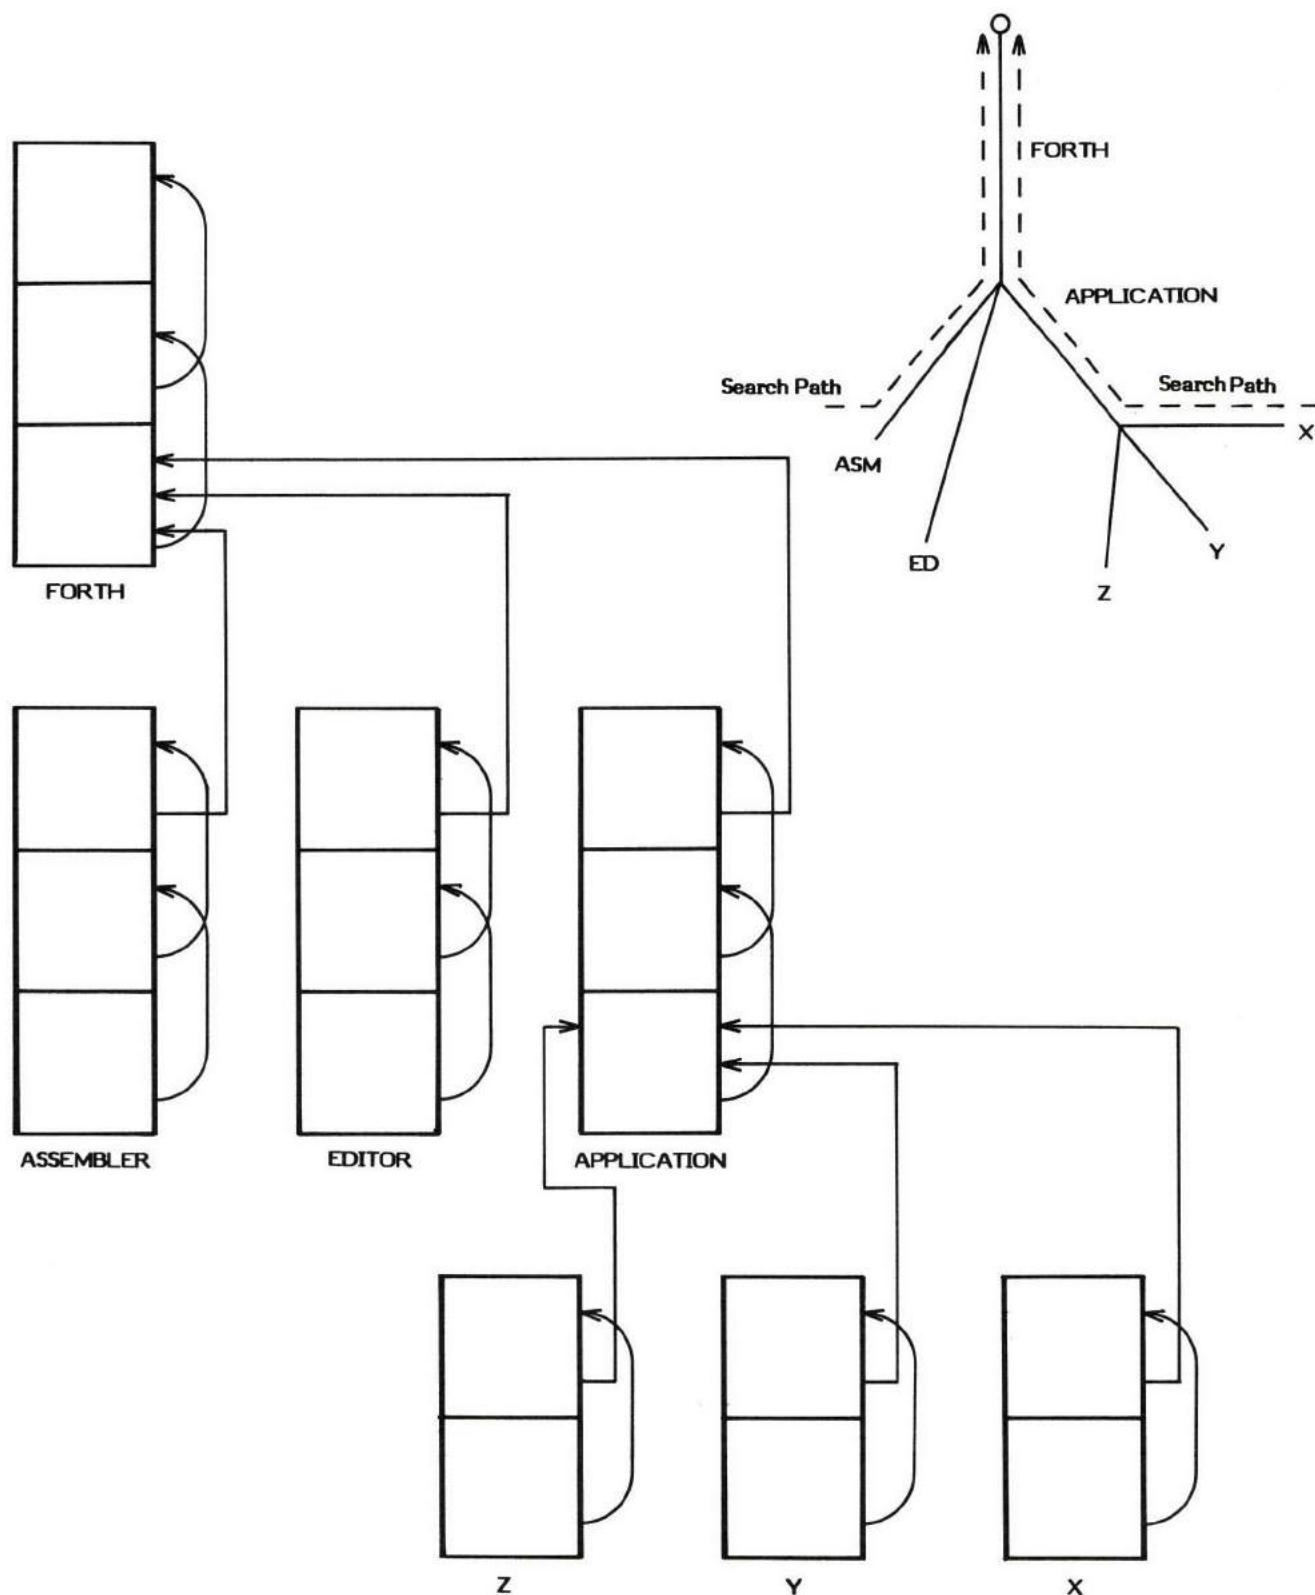 FORTH
APPLICATION
Search Path
Search Path
X
ASM
Y
ED
Z
FORTH
ASSEMBLER
EDITOR
APPLICATION
Z
Y
X